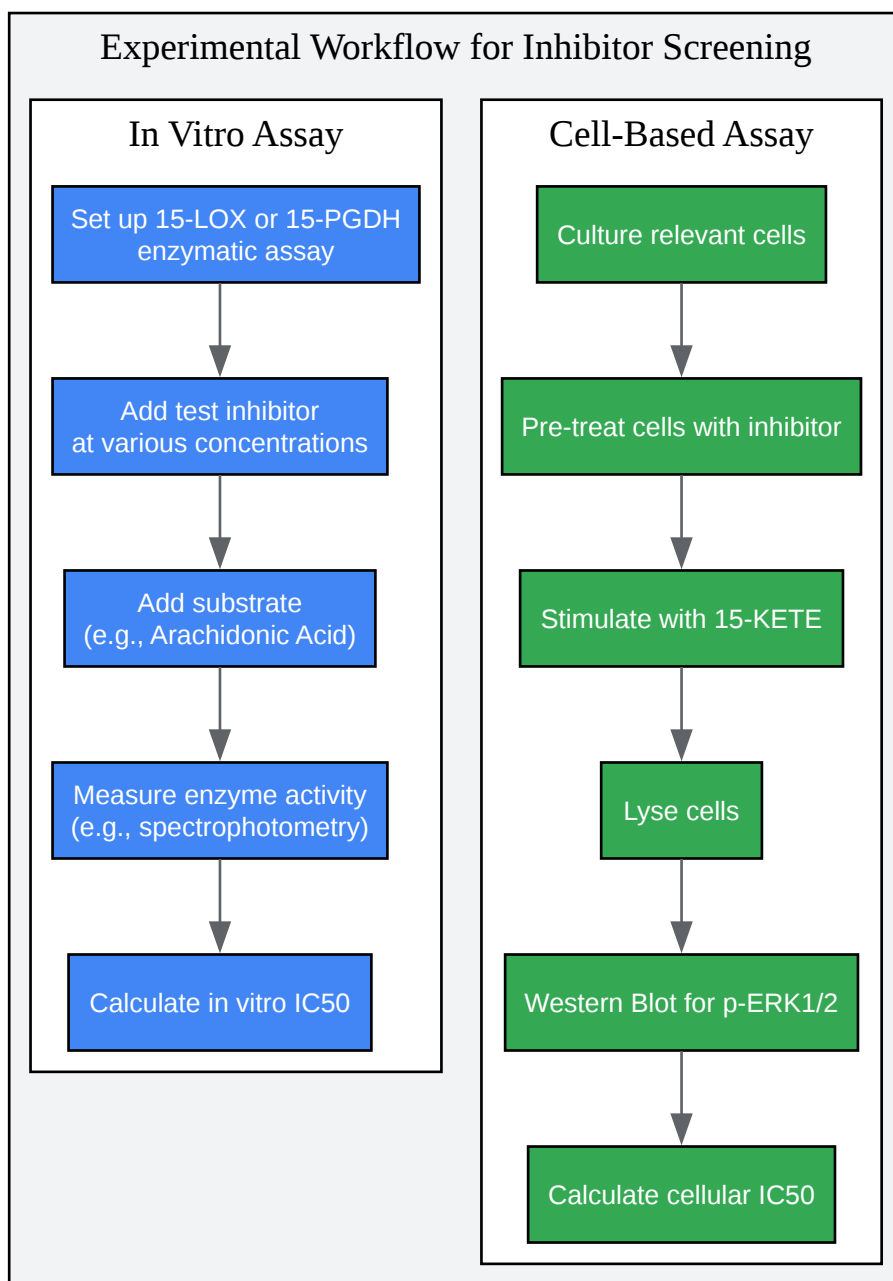 Experimental Workflow for Inhibitor Screening
In Vitro Assay
Set up 15-LOX or 15-PGDH
enzymatic assay
Add test inhibitor
at various concentrations
Add substrate
(e.g., Arachidonic Acid)
Measure enzyme activity
(e.g., spectrophotometry)
Calculate in vitro IC50
Cell-Based Assay
Culture relevant cells
Pre-treat cells with inhibitor
Stimulate with 15-KETE
Lyse cells
Western Blot for p-ERK1/2
Calculate cellular IC50